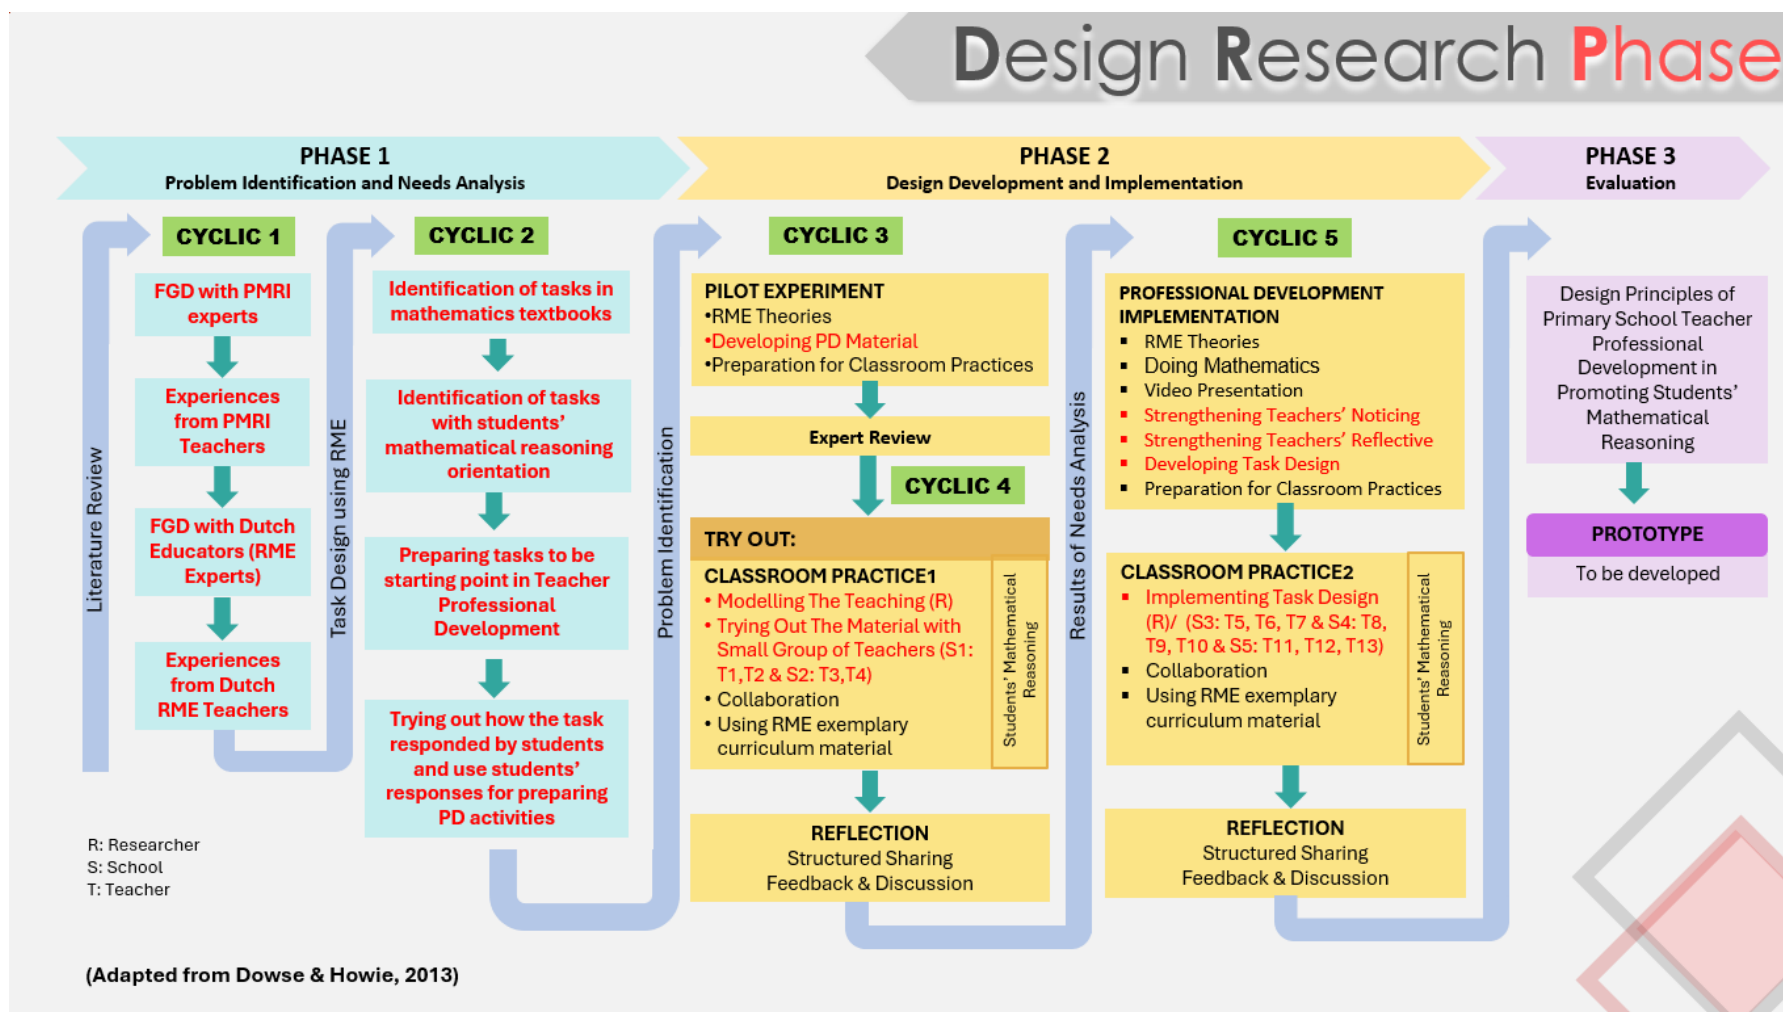 Design Research Phase
PHASE 1
Problem Identification and Needs Analysis
PHASE 2
Design Development and Implementation
PHASE 3
Evaluation
Literature Review
CYCLIC 1
FGD with PMRI
experts
Experiences
from PMRI
Teachers
FGD with Dutch
Educators (RME
Experts)
Experiences
from Dutch
RME Teachers
Task Design using RME
CYCLIC 2
Identification of tasks in
mathematics textbooks
Identification of tasks
with students’
mathematical reasoning
orientation
Preparing tasks to be
starting point in Teacher
Professional
Development
Trying out how the task
responded by students
and use students’
responses for preparing
PD activities
Problem Identification
CYCLIC 3
PILOT EXPERIMENT
•RME Theories
•Developing PD Material
•Preparation for Classroom Practices
Expert Review
CYCLIC 4
TRY OUT:
CLASSROOM PRACTICE1
• Modelling The Teaching (R)
• Trying Out The Material with
Small Group of Teachers (S1:
T1,T2 & S2: T3,T4)
• Collaboration
• Using RME exemplary
curriculum material
Students’ Mathematical
Reasoning
REFLECTION
Structured Sharing
Feedback & Discussion
Results of Needs Analysis
CYCLIC 5
PROFESSIONAL DEVELOPMENT
IMPLEMENTATION
▪ RME Theories
▪ Doing Mathematics
▪ Video Presentation
▪ Strengthening Teachers’ Noticing
▪ Strengthening Teachers’ Reflective
▪ Developing Task Design
▪ Preparation for Classroom Practices
CLASSROOM PRACTICE2
▪ Implementing Task Design
(R)/ (S3: T5, T6, T7 & S4: T8,
T9, T10 & S5: T11, T12, T13)
▪ Collaboration
▪ Using RME exemplary
curriculum material
Students’ Mathematical
Reasoning
REFLECTION
Structured Sharing
Feedback & Discussion
Design Principles of
Primary School Teacher
Professional
Development in
Promoting Students’
Mathematical
Reasoning
PROTOTYPE
To be developed
R: Researcher
S: School
T: Teacher
(Adapted from Dowse & Howie, 2013)